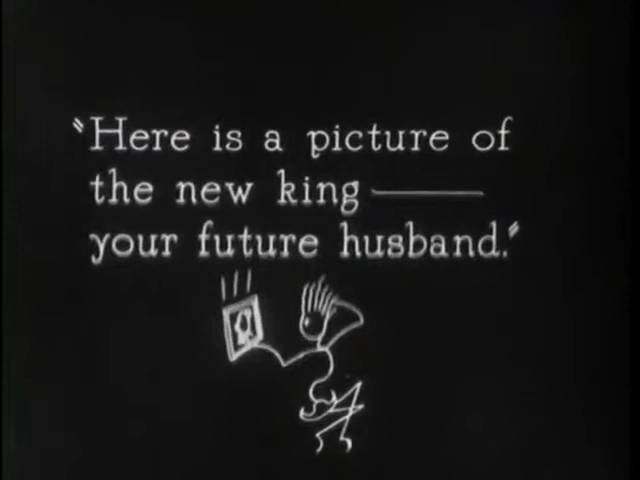 "Here is a picture of
the new king ——
your future husband."